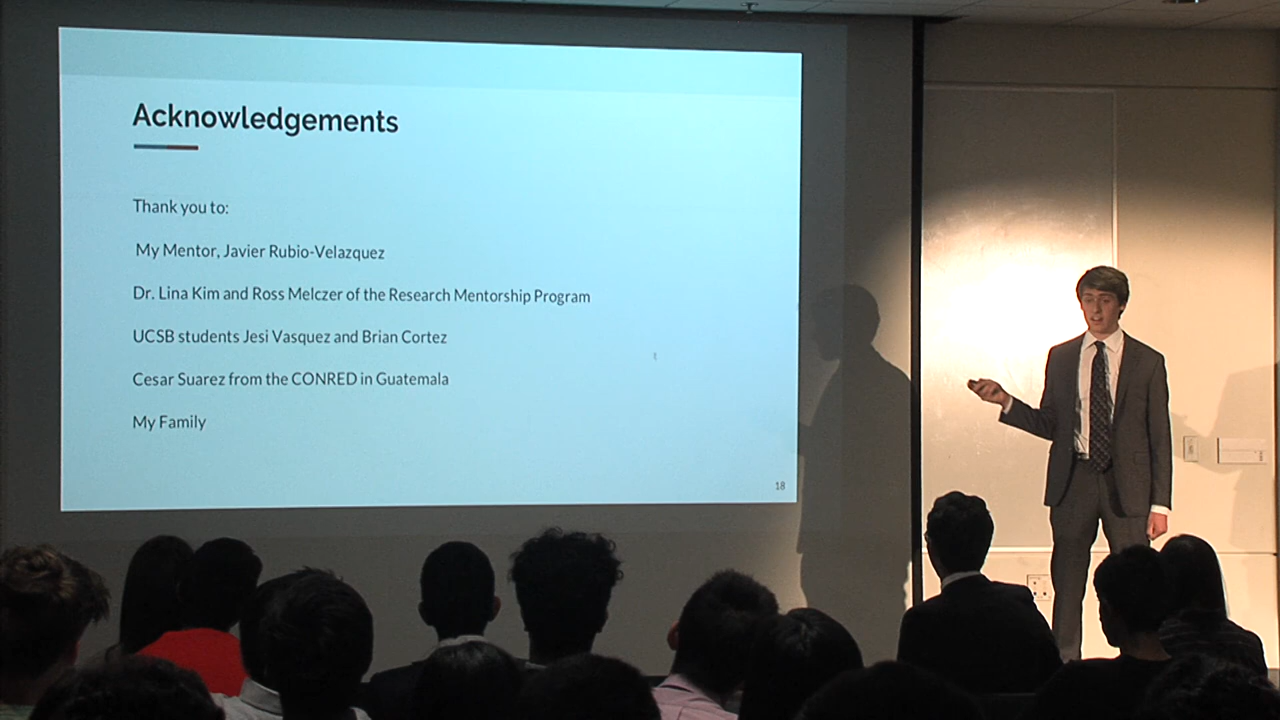 Acknowledgements
Thank you to:
My Mentor, Javier Rubio-Velazquez
Dr. Lina Kim and Ross Melczer of the Research Mentorship Program
UCSB students Jesi Vasquez and Brian Cortez
Cesar Suarez from the CONRED in Guatemala
My Family
18